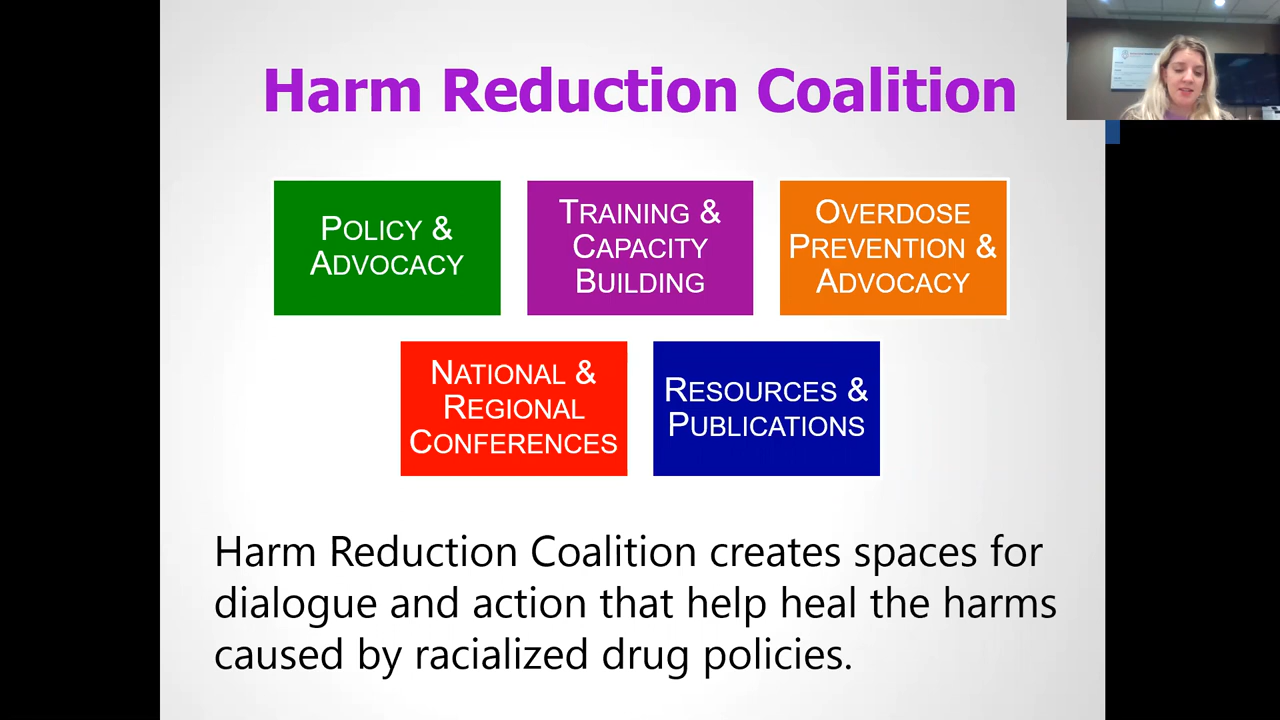 Harm Reduction Coalition
POLICY &
ADVOCACY
TRAINING &
CAPACITY
BUILDING
OVERDOSE
PREVENTION &
ADVOCACY
NATIONAL &
REGIONAL
CONFERENCES
RESOURCES &
PUBLICATIONS
Harm Reduction Coalition creates spaces for
dialogue and action that help heal the harms
caused by racialized drug policies.